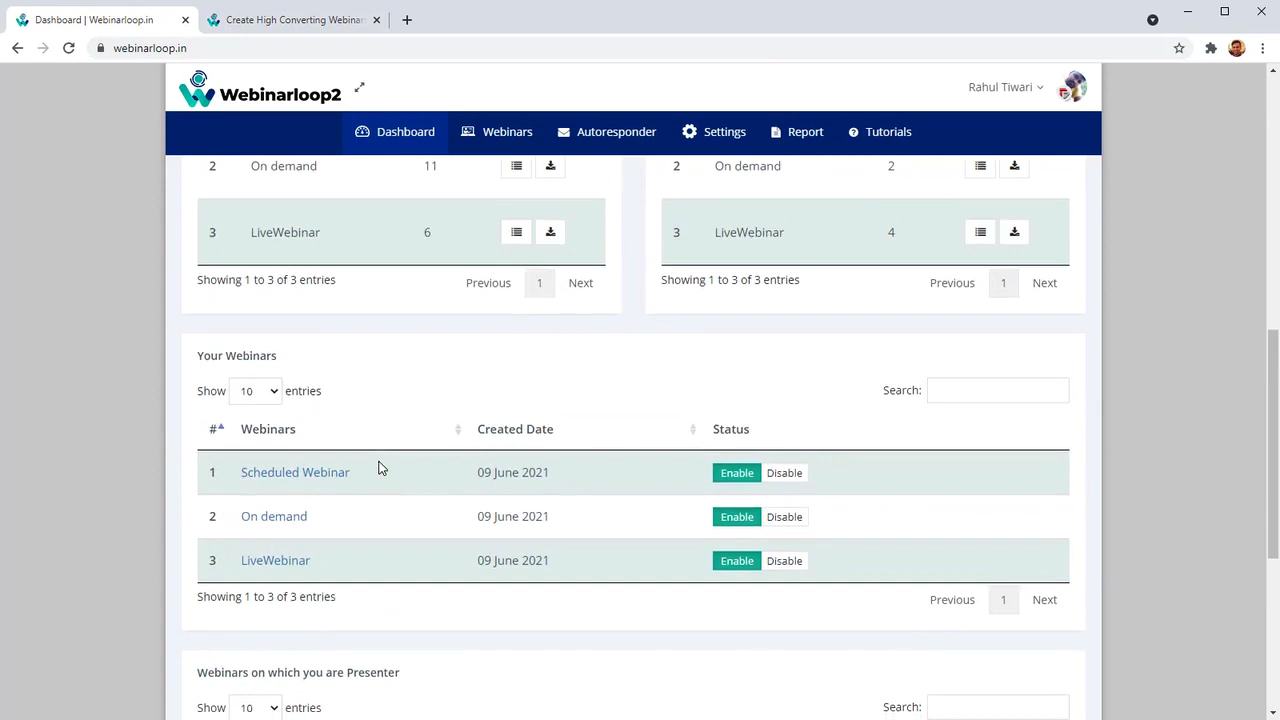 Dashboard | Webinarloop.in
Create High Converting Webinar
webinarloop.in
Webinarloop2
Rahul Tiwari
Dashboard
Webinars
Autoresponder
Settings
Report
Tutorials
2 On demand 11
2 On demand 2
3 LiveWebinar 6
3 LiveWebinar 4
Showing 1 to 3 of 3 entries
Previous 1 Next
Showing 1 to 3 of 3 entries
Previous 1 Next
Your Webinars
Show 10 entries
Search:
# Webinars Created Date Status
1 Scheduled Webinar 09 June 2021 Enable Disable
2 On demand 09 June 2021 Enable Disable
3 LiveWebinar 09 June 2021 Enable Disable
Showing 1 to 3 of 3 entries
Previous 1 Next
Webinars on which you are Presenter
Show 10 entries
Search: